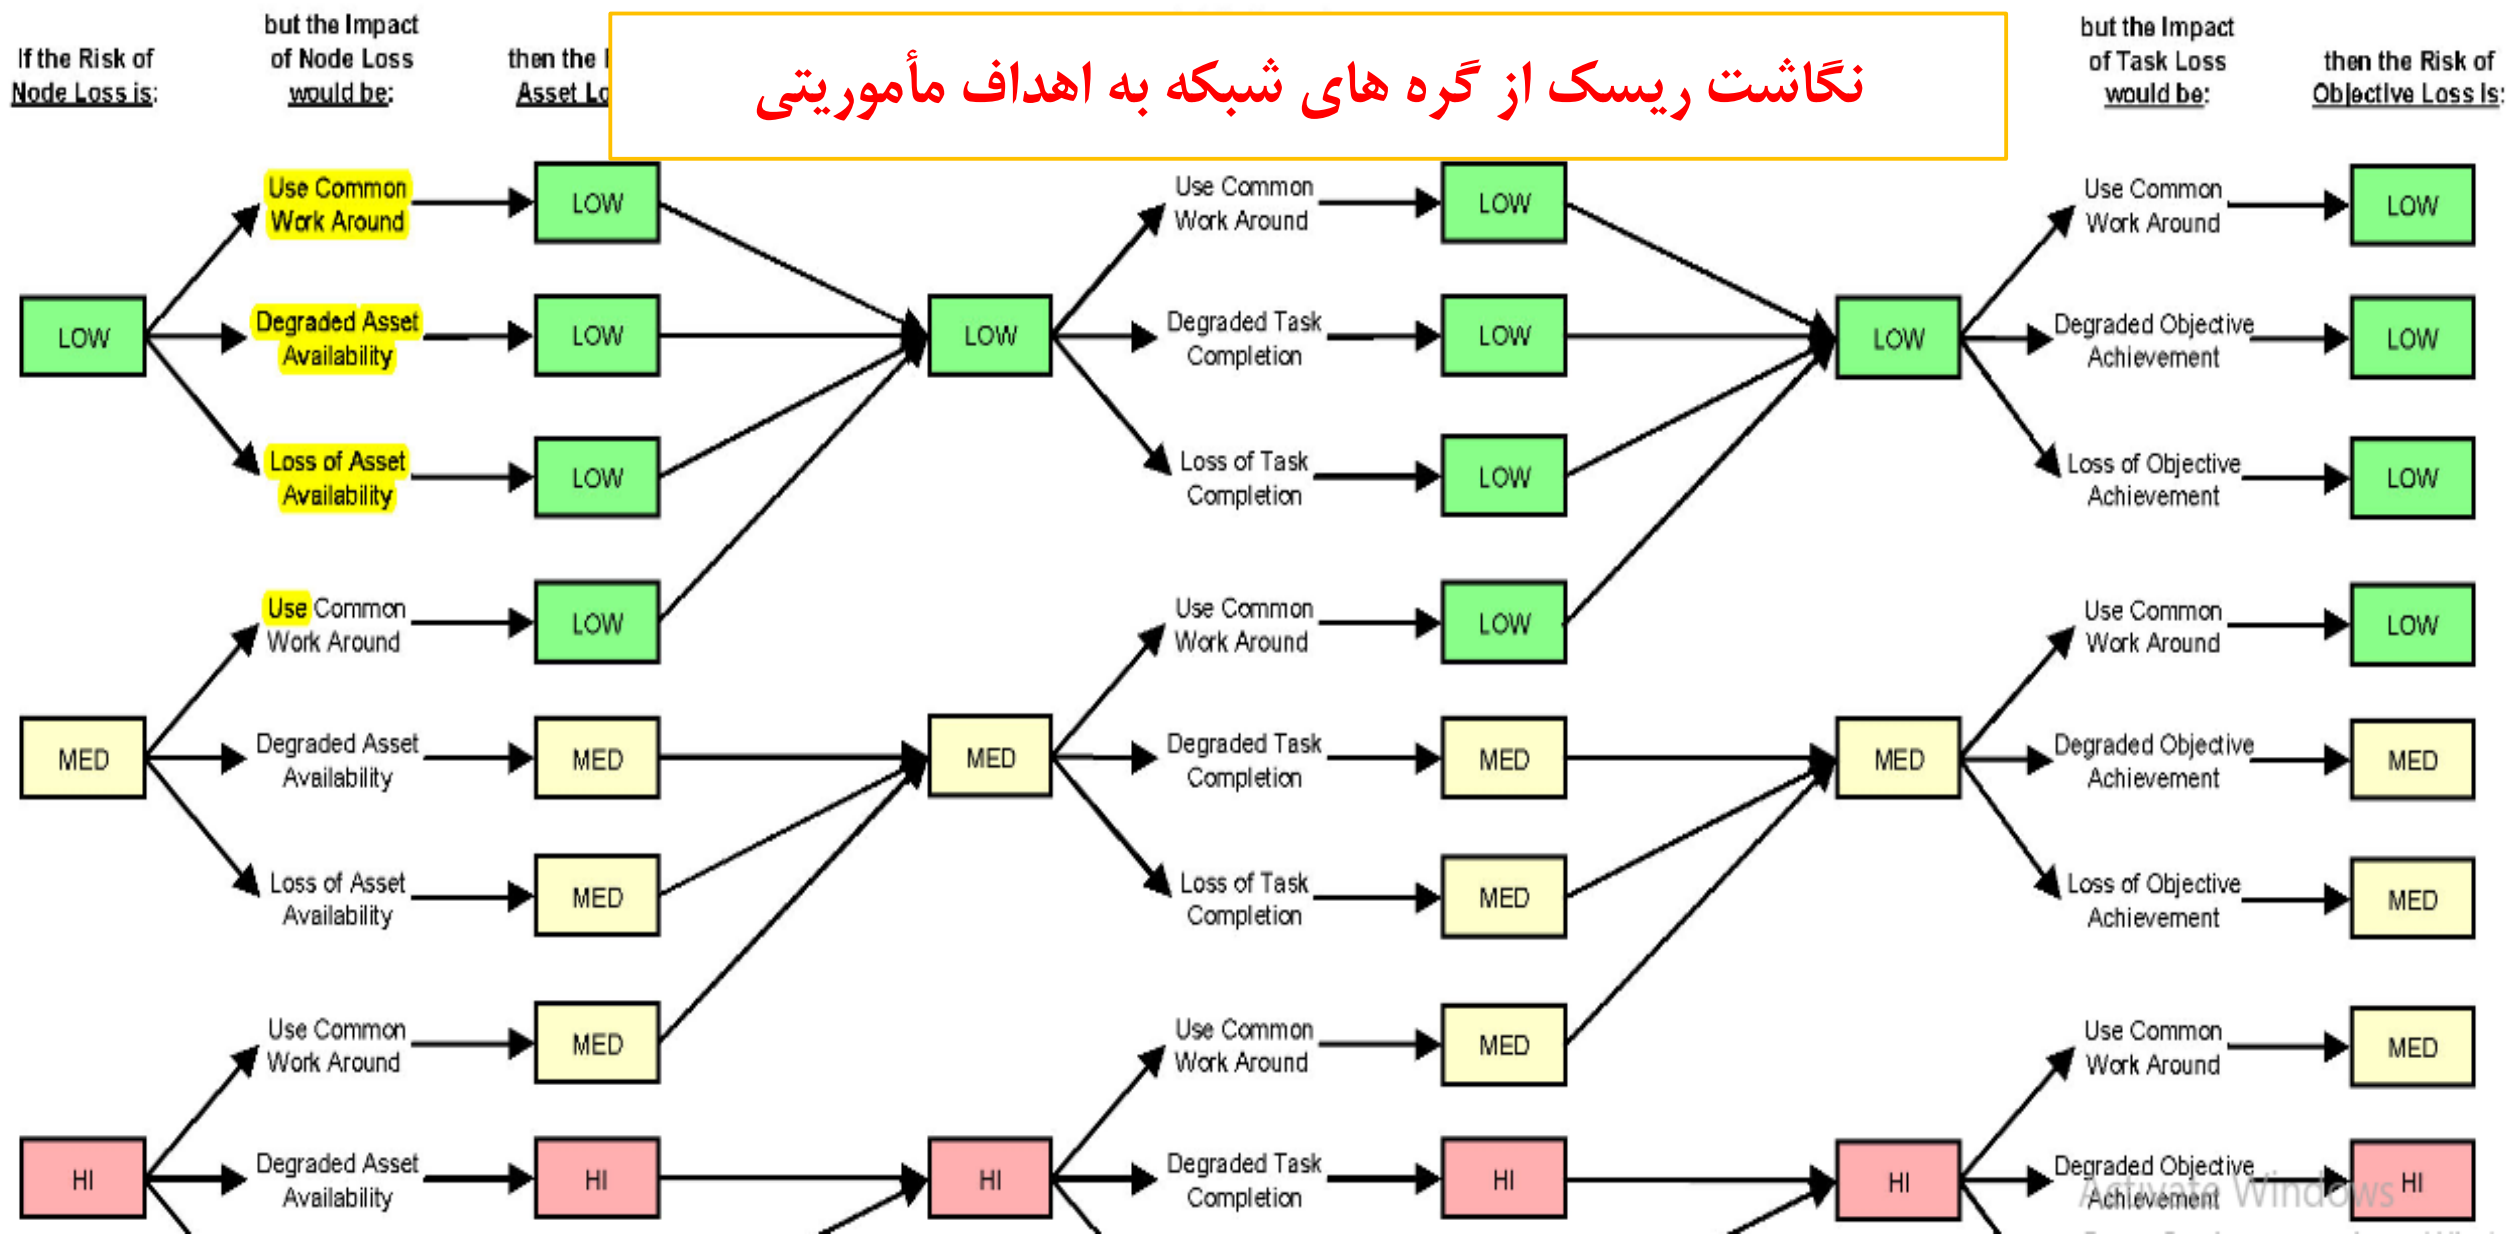 If the Risk of
Node Loss is:
but the Impact
of Node Loss
would be:
then the
Asset
نگاشت ریسک از گره های شبکه به اهداف مأموریتی
but the Impact
of Task Loss
would be:
then the Risk of
Objective Loss is:
LOW
Use Common
Work Around
LOW
Degraded Asset
Availability
LOW
Loss of Asset
Availability
LOW
LOW
Use Common
Work Around
LOW
Degraded Task
Completion
LOW
Loss of Task
Completion
LOW
LOW
Use Common
Work Around
LOW
Degraded Objective
Achievement
LOW
Loss of Objective
Achievement
LOW
MED
Use Common
Work Around
LOW
Degraded Asset
Availability
MED
Loss of Asset
Availability
MED
MED
Use Common
Work Around
LOW
Degraded Task
Completion
MED
Loss of Task
Completion
MED
MED
Use Common
Work Around
LOW
Degraded Objective
Achievement
MED
Loss of Objective
Achievement
MED
HI
Use Common
Work Around
MED
Degraded Asset
Availability
HI
HI
Use Common
Work Around
MED
Degraded Task
Completion
HI
HI
Use Common
Work Around
MED
Degraded Objective
Achievement
HI
Activate Windows